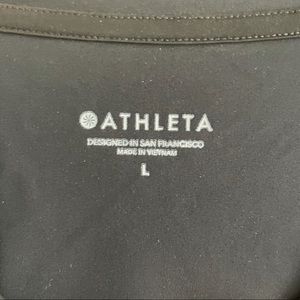 ATHLETA
DESIGNED IN SAN FRANCISCO
MADE IN VIETNAM
L